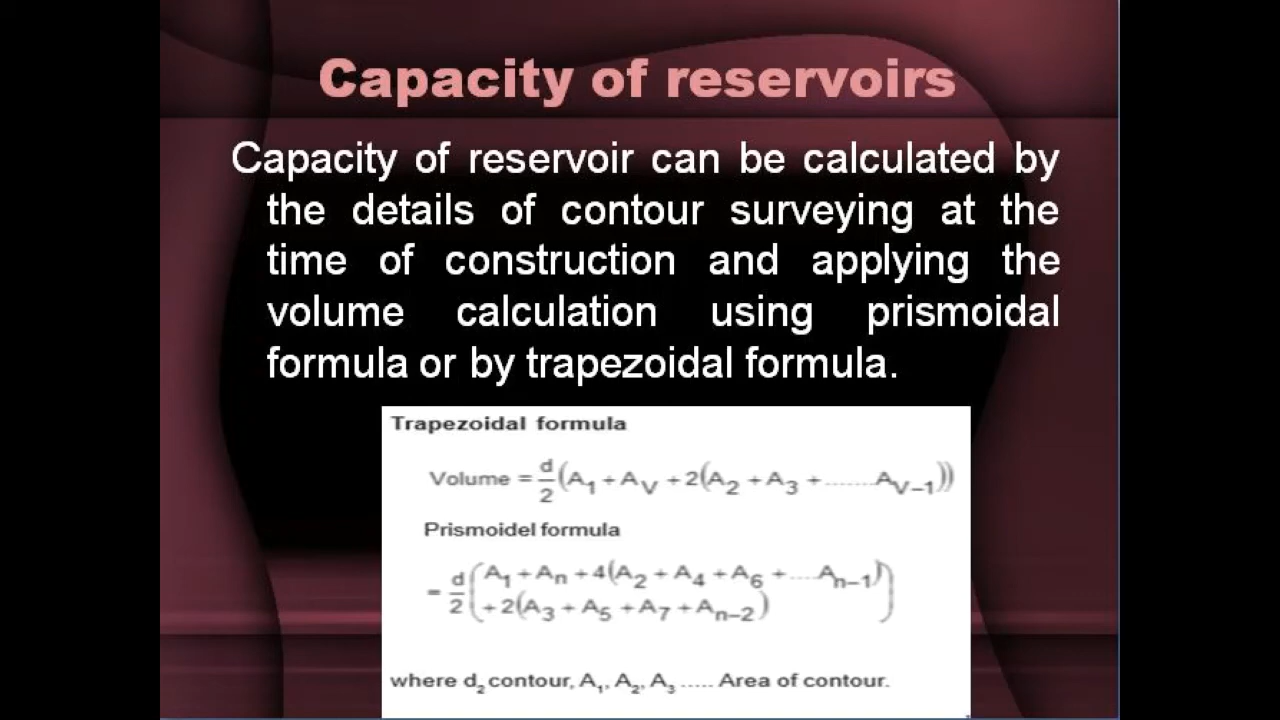 Capacity of reservoirs
Capacity of reservoir can be calculated by
the details of contour surveying at the
time of construction and applying the
volume calculation using prismoidal
formula or by trapezoidal formula.
Trapezoidal formula
Volume = d/2 (A₁ + A_V + 2(A₂ + A₃ + ....... A_V–1))
Prismoidel formula
= d/2 (A₁ + Aₙ + 4(A₂ + A₄ + A₆ + .... Aₙ₋₁)
+ 2(A₃ + A₅ + A₇ + Aₙ₋₂))
where d₂ contour, A₁, A₂, A₃ ..... Area of contour.